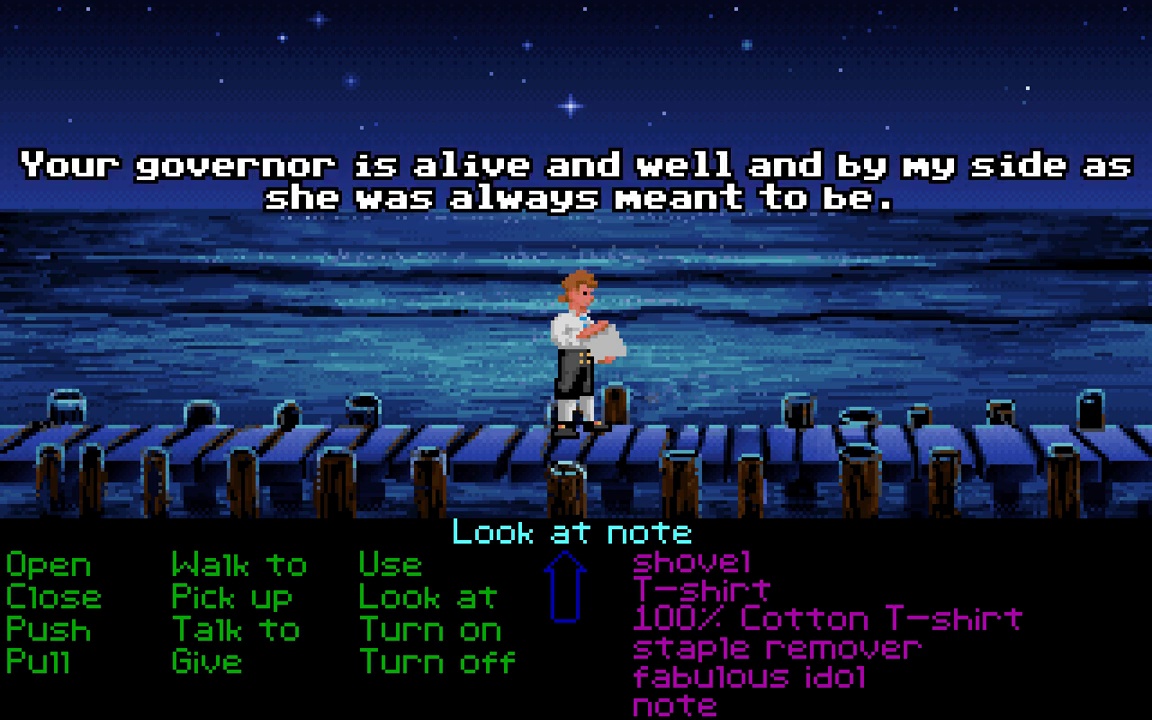 Your governor is alive and well and by my side as
she was always meant to be.
Look at note
Open Walk to Use
Close Pick up Look at
Push Talk to Turn on
Pull Give Turn off
shovel
T-shirt
100% Cotton T-shirt
staple remover
fabulous idol
note